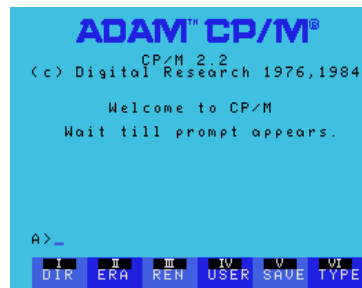 ADAM™ CP/M®
CP/M 2.2
(c) Digital Research 1976,1984
Welcome to CP/M
Wait till prompt appears.
A>_
I II III IV V VI
DIR ERA REN USER SAVE TYPE